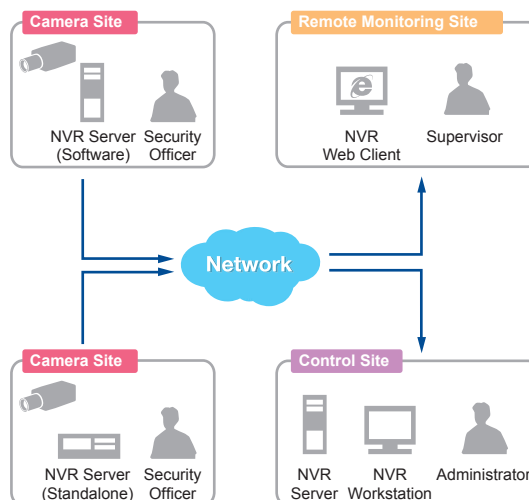 Camera Site
NVR Server
(Software)
Security
Officer
Remote Monitoring Site
NVR
Web Client
Supervisor
Network
Camera Site
NVR Server
(Standalone)
Security
Officer
Control Site
NVR
Server
NVR
Workstation
Administrator